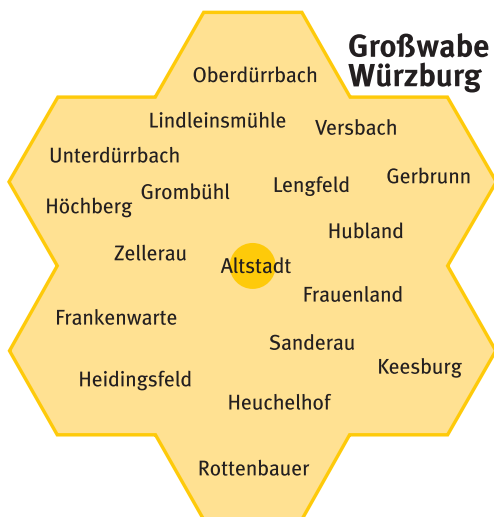 Großwabe
Würzburg
Oberdürrbach
Lindleinsmühle
Versbach
Unterdürrbach
Gerbrunn
Lengfeld
Grombühl
Höchberg
Hubland
Zellerau
Altstadt
Frauenland
Frankenwarte
Sanderau
Keesburg
Heidingsfeld
Heuchelhof
Rottenbauer